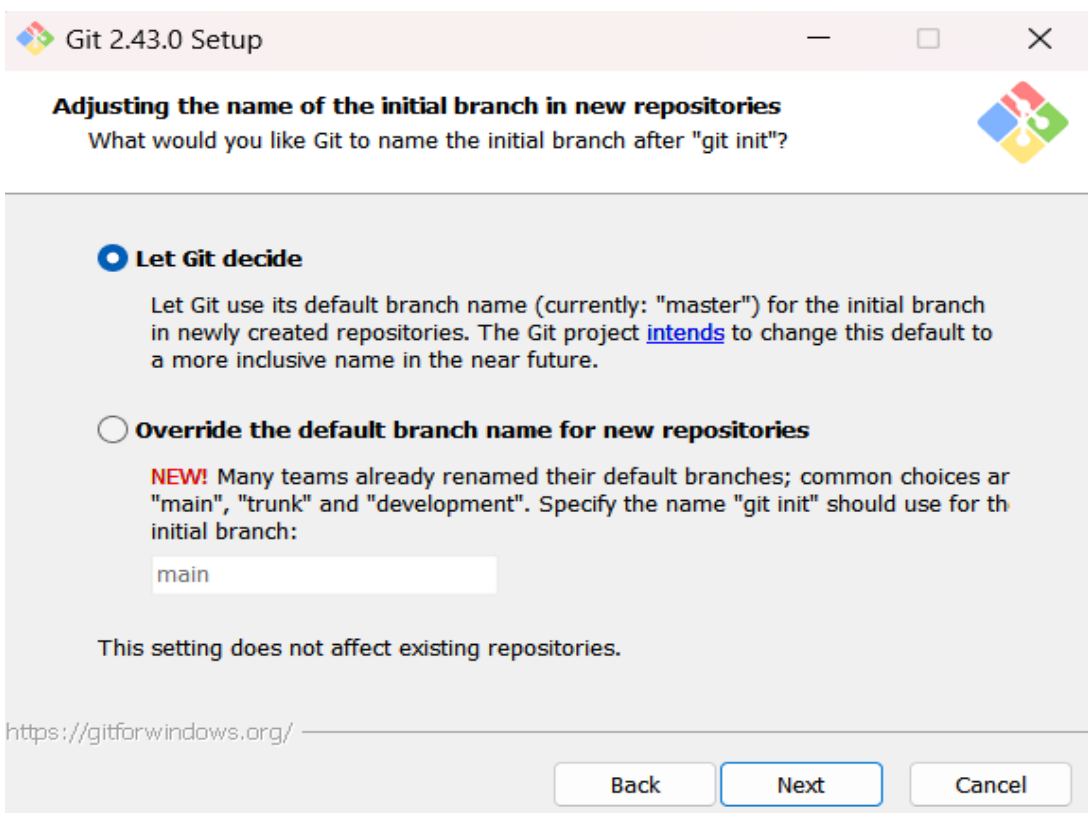 Git 2.43.0 Setup
Adjusting the name of the initial branch in new repositories
What would you like Git to name the initial branch after "git init"?
Let Git decide
Let Git use its default branch name (currently: "master") for the initial branch
in newly created repositories. The Git project intends to change this default to
a more inclusive name in the near future.
Override the default branch name for new repositories
NEW! Many teams already renamed their default branches; common choices ar
"main", "trunk" and "development". Specify the name "git init" should use for th
initial branch:
main
This setting does not affect existing repositories.
https://gitforwindows.org/
Back Next Cancel